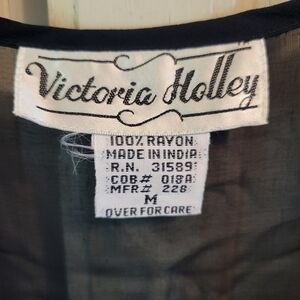 Victoria Holley
100% RAYON
MADE IN INDIA
R.N. 31589
COB# 018A
MFR# 228
M
OVER FOR CARE